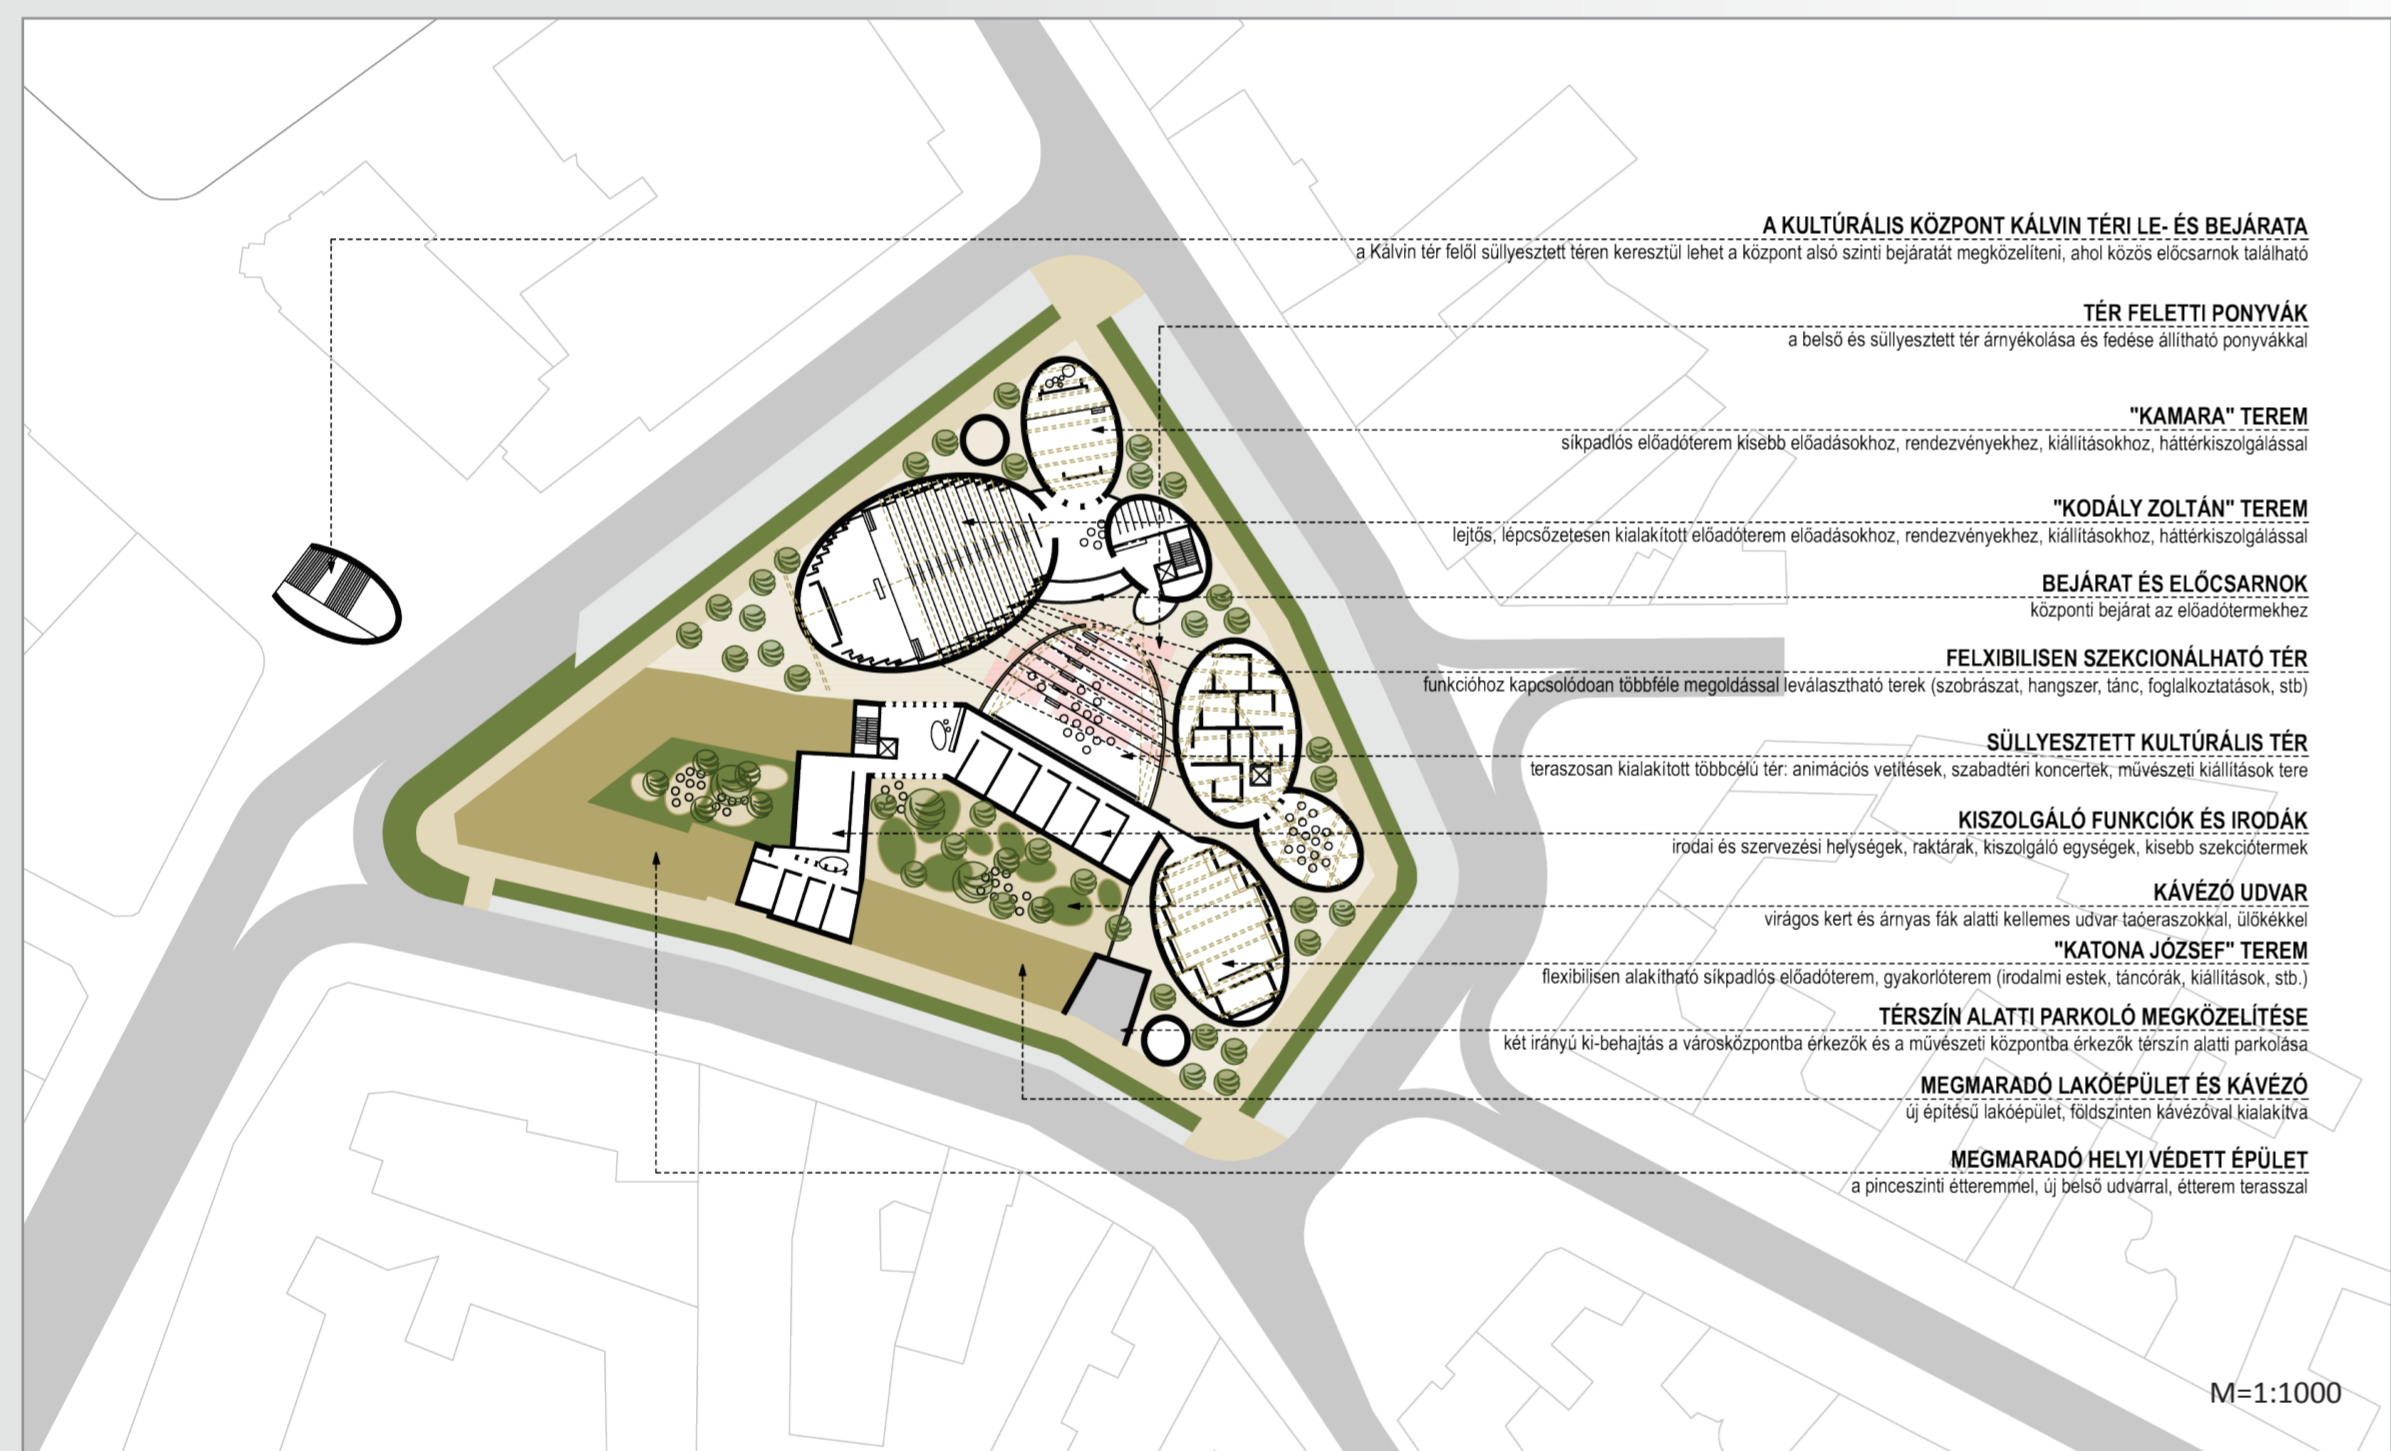 A KULTÚRÁLIS KÖZPONT KÁLVIN TÉRI LE- ÉS BEJÁRATA
a Kálvin tér felől süllyesztett téren keresztül lehet a központ alsó szinti bejáratát megközelíteni, ahol közös előcsarnok található
TÉR FELETTI PONYVÁK
a belső és süllyesztett tér árnyékolása és fedése állítható ponyvákkal
"KAMARA" TEREM
síkpadlós előadóterem kisebb előadásokhoz, rendezvényekhez, kiállításokhoz, háttérkiszolgálással
"KODÁLY ZOLTÁN" TEREM
lejtős, lépcsőzetesen kialakított előadóterem előadásokhoz, rendezvényekhez, kiállításokhoz, háttérkiszolgálással
BEJÁRAT ÉS ELŐCSARNOK
központi bejárat az előadótermekhez
FELXIBILISEN SZEKCIONÁLHATÓ TÉR
funkcióhoz kapcsolódoan többféle megoldással leválasztható terek (szobrászat, hangszer, tánc, foglalkoztatások, stb)
SÜLLYESZTETT KULTÚRÁLIS TÉR
teraszosan kialakított többcélú tér: animációs vetítések, szabadtéri koncertek, művészeti kiállítások tere
KISZOLGÁLÓ FUNKCIÓK ÉS IRODÁK
irodai és szervezési helységek, raktárak, kiszolgáló egységek, kisebb szekciótermek
KÁVÉZÓ UDVAR
virágos kert és árnyas fák alatti kellemes udvar taóeraszokkal, ülőkékkel
"KATONA JÓZSEF" TEREM
flexibilisen alakítható síkpadlós előadóterem, gyakorlóterem (irodalmi estek, táncórák, kiállítások, stb.)
TÉRSZÍN ALATTI PARKOLÓ MEGKÖZELÍTÉSE
két irányú ki-behajtás a városközpontba érkezők és a művészeti központba érkezők térszín alatti parkolása
MEGMARADÓ LAKÓÉPÜLET ÉS KÁVÉZÓ
új építésű lakóépület, földszinten kávézóval kialakítva
MEGMARADÓ HELYI VÉDETT ÉPÜLET
a pinceszinti étteremmel, új belső udvarral, étterem terasszal
M=1:1000